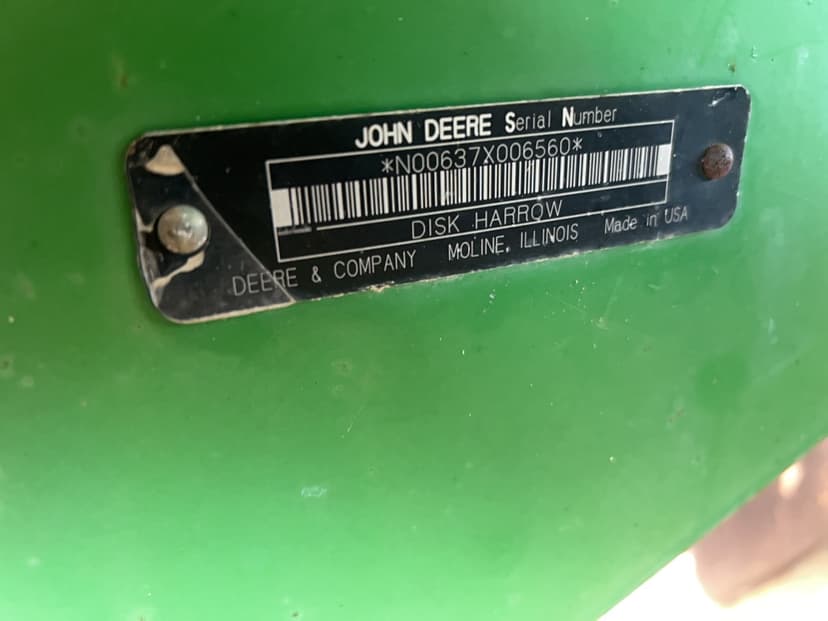 JOHN DEERE Serial Number
*N00637X006560*
DISK HARROW
DEERE & COMPANY MOLINE, ILLINOIS Made in USA